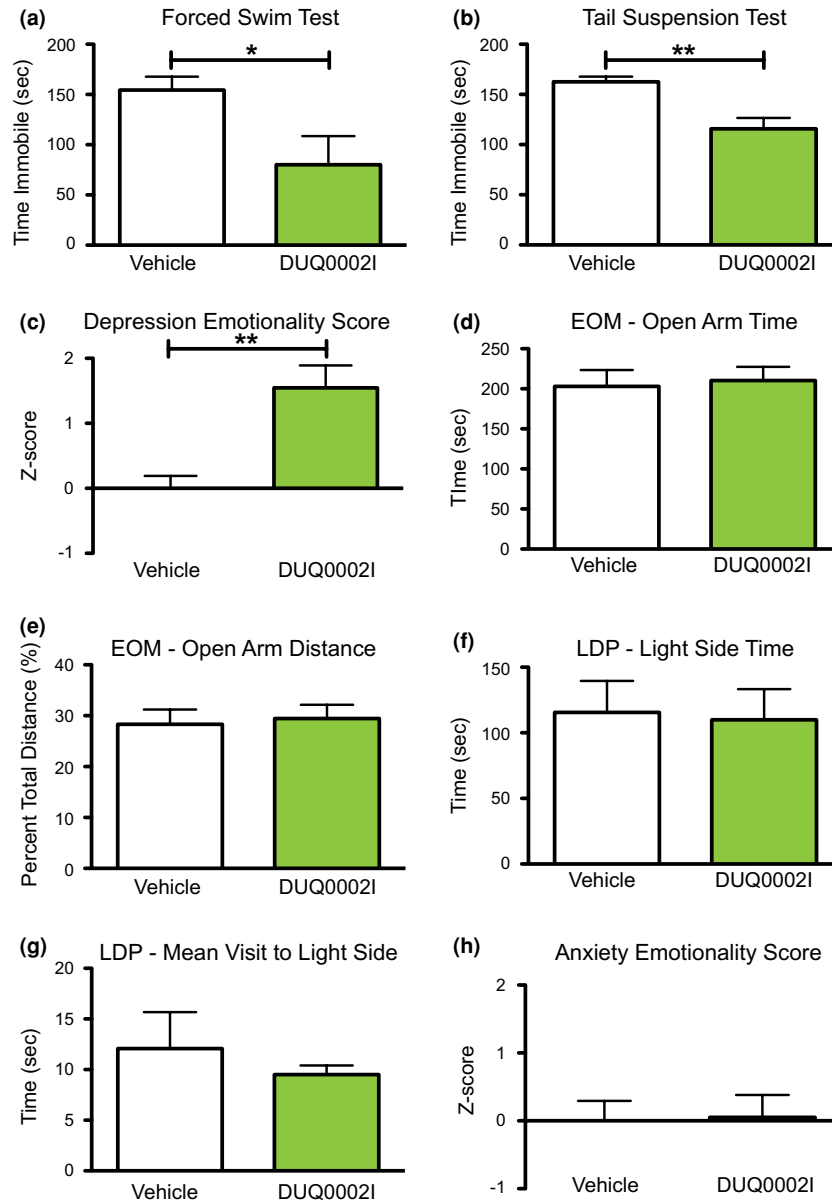 (a) Forced Swim Test
Time Immobile (sec)
200
150
100
50
0
*
Vehicle DUQ0002I
(b) Tail Suspension Test
Time Immobile (sec)
200
150
100
50
0
**
Vehicle DUQ0002I
(c) Depression Emotionality Score
Z-score
2
1
0
-1
**
Vehicle DUQ0002I
(d) EOM - Open Arm Time
TIme (sec)
250
200
150
100
50
0
Vehicle DUQ0002I
(e) EOM - Open Arm Distance
Percent Total Distance (%)
40
30
20
10
0
Vehicle DUQ0002I
(f) LDP - Light Side Time
Time (sec)
150
100
50
0
Vehicle DUQ0002I
(g) LDP - Mean Visit to Light Side
Time (sec)
20
15
10
5
0
Vehicle DUQ0002I
(h) Anxiety Emotionality Score
Z-score
2
1
0
-1
Vehicle DUQ0002I